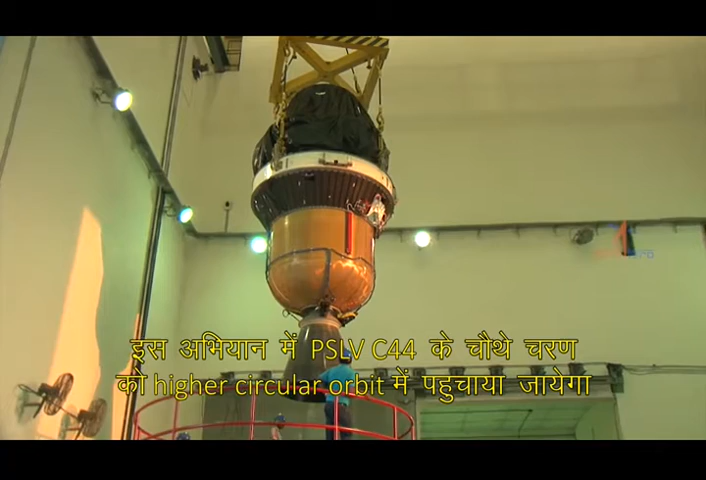 इस अभियान में PSLV C44 के चौथे चरण
को higher circular orbit में पहुचाया जायेगा